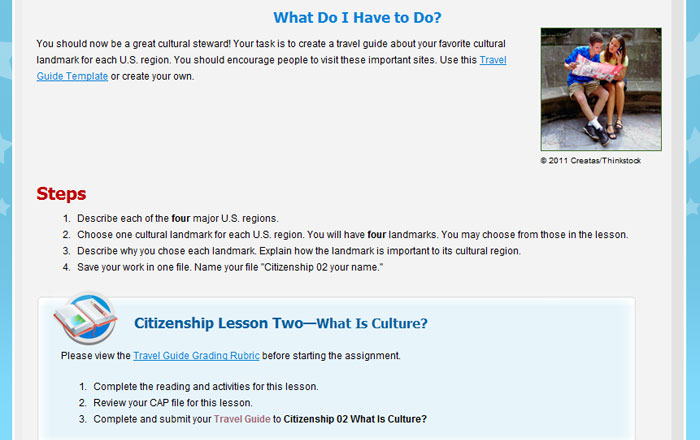 What Do I Have to Do?
You should now be a great cultural steward! Your task is to create a travel guide about your favorite cultural
landmark for each U.S. region. You should encourage people to visit these important sites. Use this Travel
Guide Template or create your own.
© 2011 Creatas/Thinkstock
Steps
1. Describe each of the four major U.S. regions.
2. Choose one cultural landmark for each U.S. region. You will have four landmarks. You may choose from those in the lesson.
3. Describe why you chose each landmark. Explain how the landmark is important to its cultural region.
4. Save your work in one file. Name your file "Citizenship 02 your name."
Citizenship Lesson Two—What Is Culture?
Please view the Travel Guide Grading Rubric before starting the assignment.
1. Complete the reading and activities for this lesson.
2. Review your CAP file for this lesson.
3. Complete and submit your Travel Guide to Citizenship 02 What Is Culture?